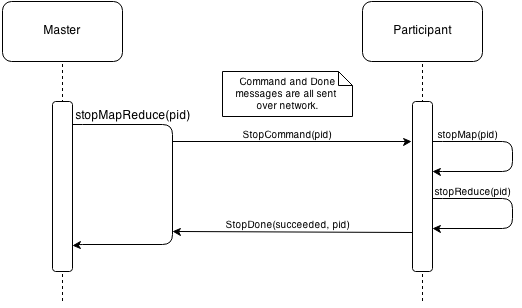 Master
Participant
Command and Done
messages are all sent
over network.
stopMapReduce(pid)
StopCommand(pid)
stopMap(pid)
stopReduce(pid)
StopDone(succeeded, pid)